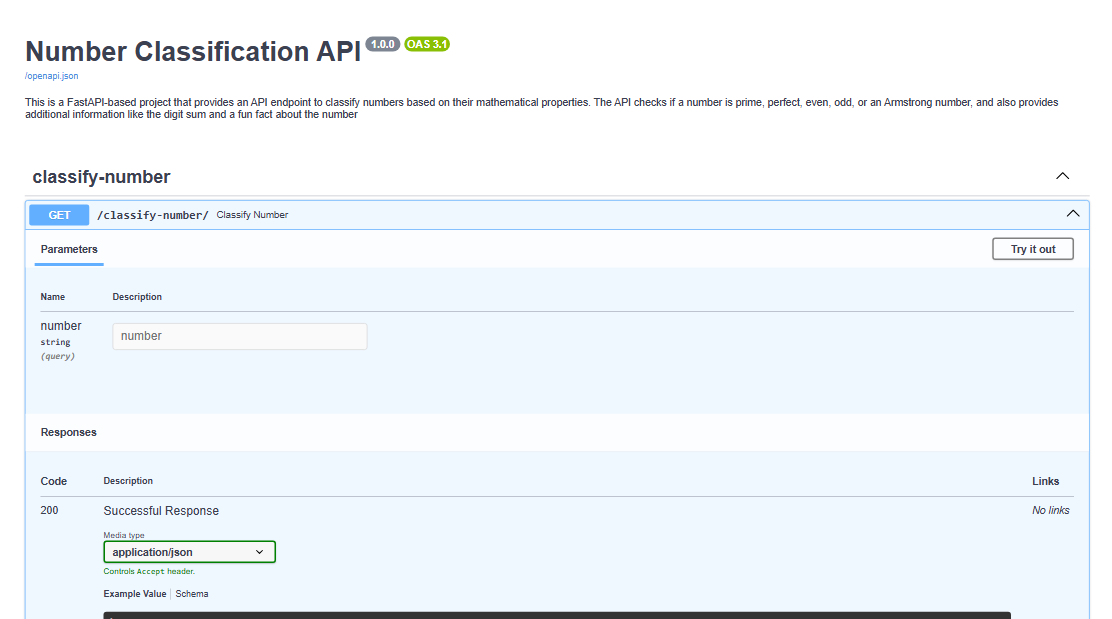 Number Classification API 1.0.0 OAS 3.1
/openapi.json
This is a FastAPI-based project that provides an API endpoint to classify numbers based on their mathematical properties. The API checks if a number is prime, perfect, even, odd, or an Armstrong number, and also provides
additional information like the digit sum and a fun fact about the number
classify-number
GET /classify-number/ Classify Number
Parameters Try it out
Name Description
number number
string
(query)
Responses
Code Description Links
200 Successful Response No links
Media type
application/json
Controls Accept header.
Example Value Schema